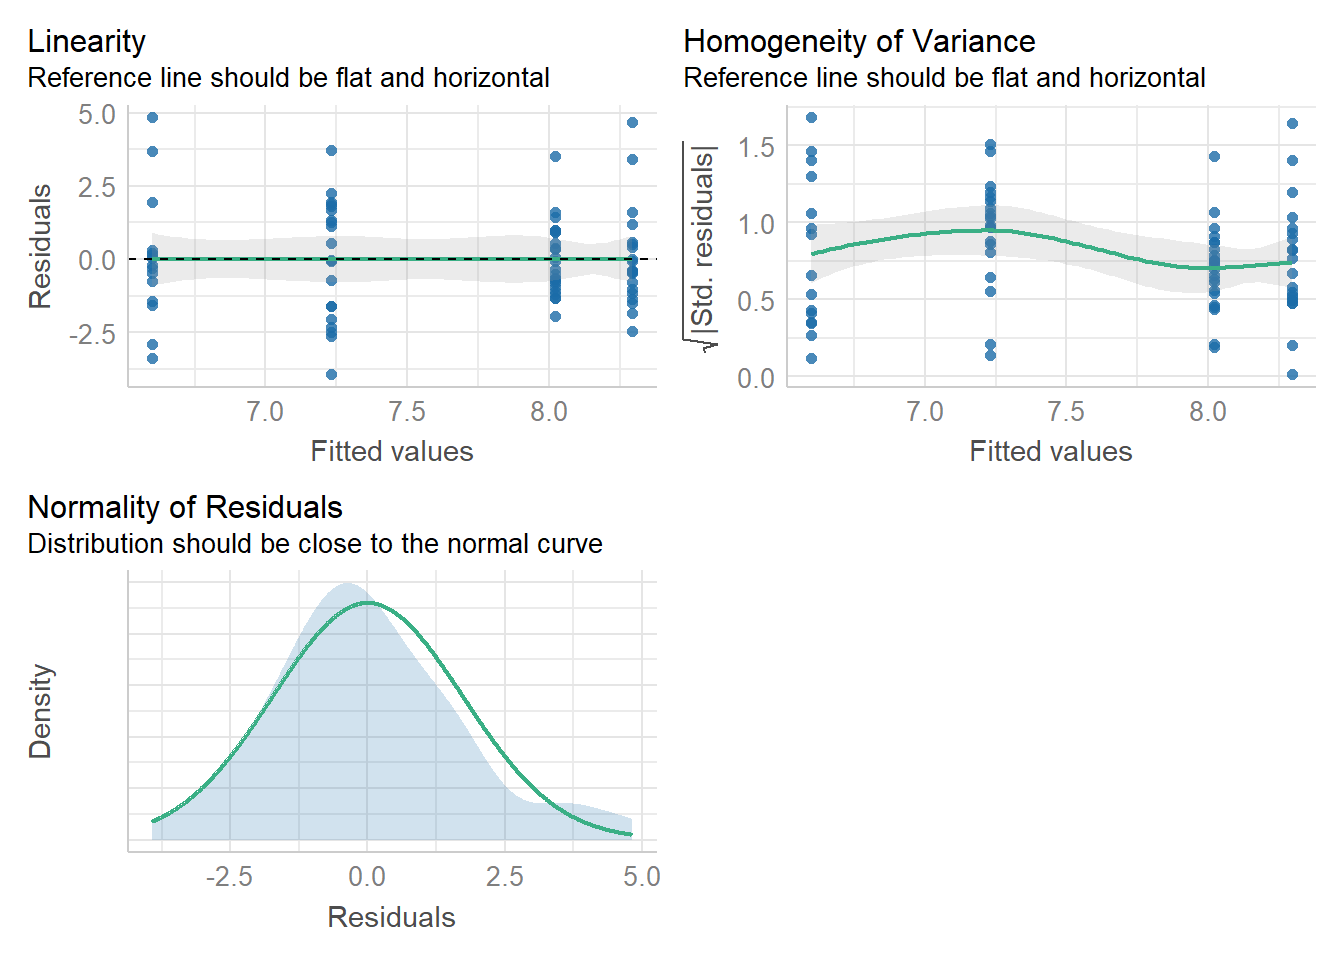 Linearity
Reference line should be flat and horizontal
5.0
2.5
0.0
-2.5
Residuals
7.0 7.5 8.0
Fitted values
Homogeneity of Variance
Reference line should be flat and horizontal
1.5
1.0
0.5
0.0
√|Std. residuals|
7.0 7.5 8.0
Fitted values
Normality of Residuals
Distribution should be close to the normal curve
Density
-2.5 0.0 2.5 5.0
Residuals